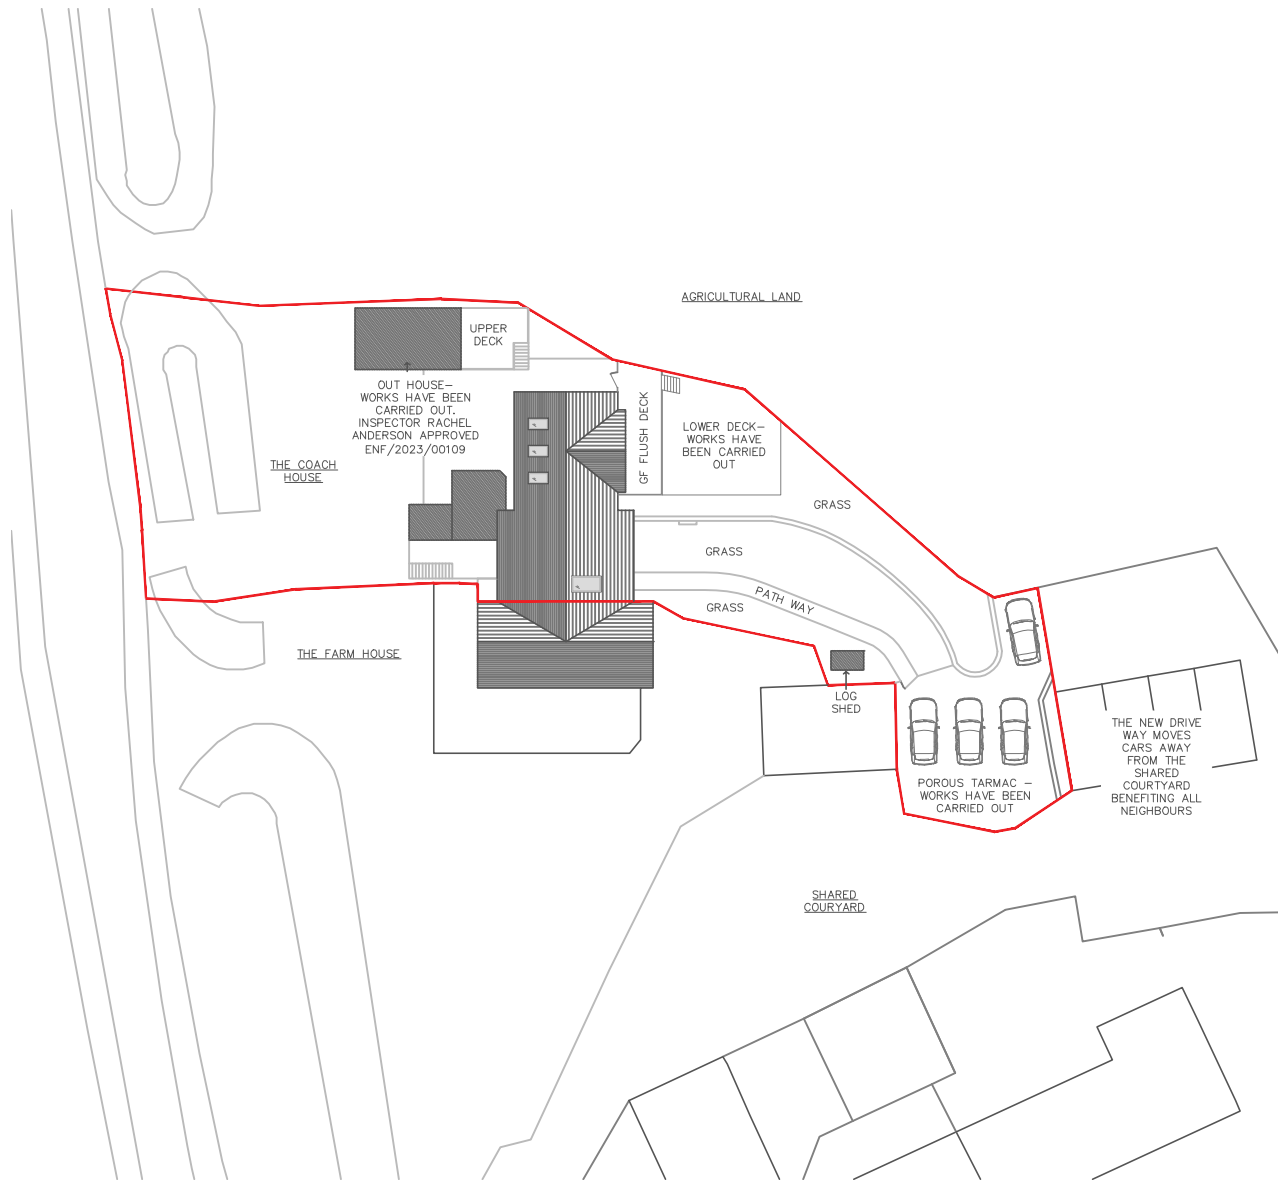 AGRICULTURAL LAND
UPPER
DECK
OUT HOUSE–
WORKS HAVE BEEN
CARRIED OUT.
INSPECTOR RACHEL
ANDERSON APPROVED
ENF/2023/00109
GF FLUSH DECK
LOWER DECK–
WORKS HAVE
BEEN CARRIED
OUT
THE COACH
HOUSE
GRASS
GRASS
PATH WAY
GRASS
THE FARM HOUSE
LOG
SHED
THE NEW DRIVE
WAY MOVES
CARS AWAY
FROM THE
SHARED
COURTYARD
BENEFITING ALL
NEIGHBOURS
POROUS TARMAC –
WORKS HAVE BEEN
CARRIED OUT
SHARED
COURYARD